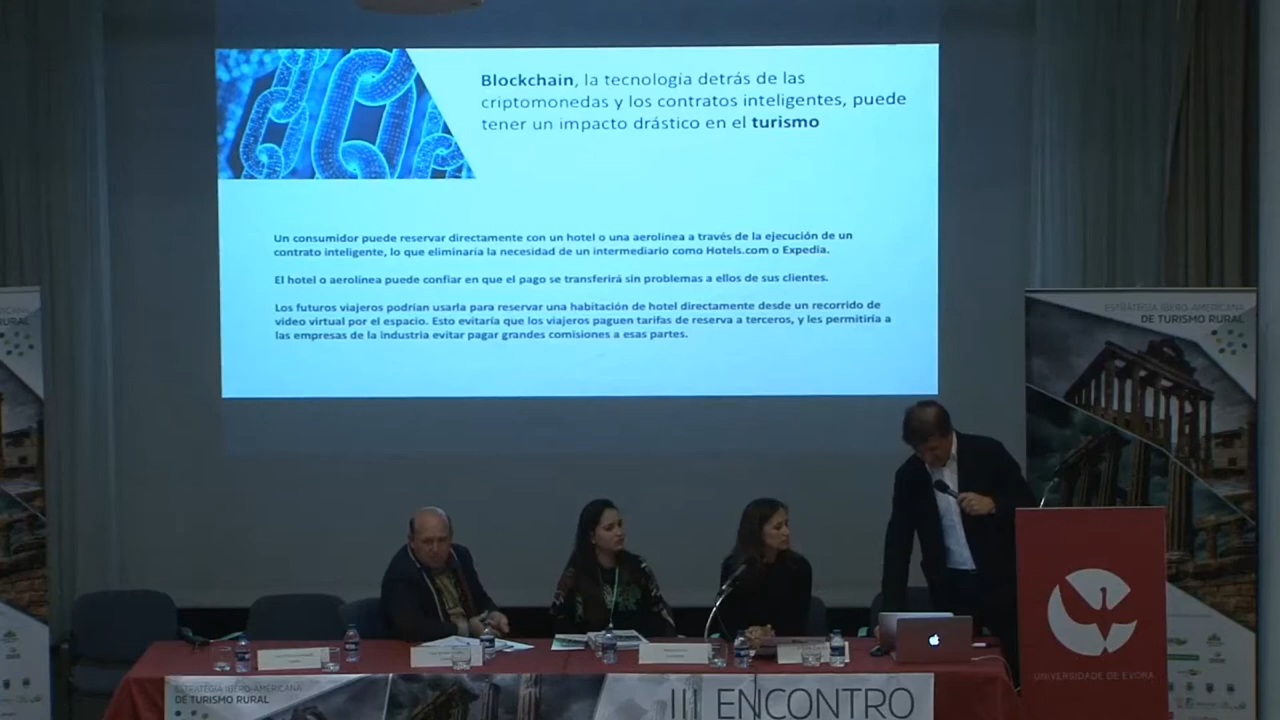 Blockchain, la tecnología detrás de las
criptomonedas y los contratos inteligentes, puede
tener un impacto drástico en el turismo
Un consumidor puede reservar directamente con un hotel o una aerolínea a través de la ejecución de un
contrato inteligente, lo que eliminaría la necesidad de un intermediario como Hotels.com o Expedia.
El hotel o aerolínea puede confiar en que el pago se transferirá sin problemas a ellos de sus clientes.
Los futuros viajeros podrían usarla para reservar una habitación de hotel directamente desde un recorrido de
video virtual por el espacio. Esto evitaría que los viajeros paguen tarifas de reserva a terceros, y les permitiría a
las empresas de la industria evitar pagar grandes comisiones a esas partes.
ICANA
RURAL
ESTRATÉGIA IBERO-AMERICANA
DE TURISMO RURAL
UNIVERSIDADE DE ÉVORA
ESTRATÉGIA IBERO-AMERICANA
DE TURISMO RURAL
III ENCONTRO